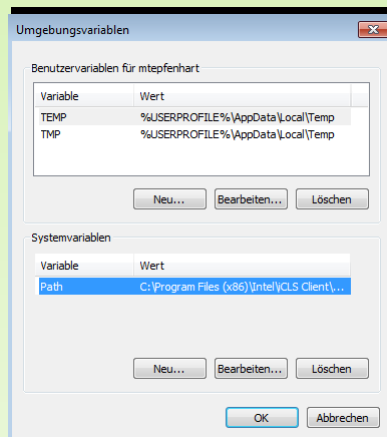 Umgebungsvariablen
Benutzervariablen für mtepfenhart
Variable Wert
TEMP %USERPROFILE%\AppData\Local\Temp
TMP %USERPROFILE%\AppData\Local\Temp
Neu... Bearbeiten... Löschen
Systemvariablen
Variable Wert
Path C:\Program Files (x86)\Intel\iCLS Client\...
Neu... Bearbeiten... Löschen
OK Abbrechen